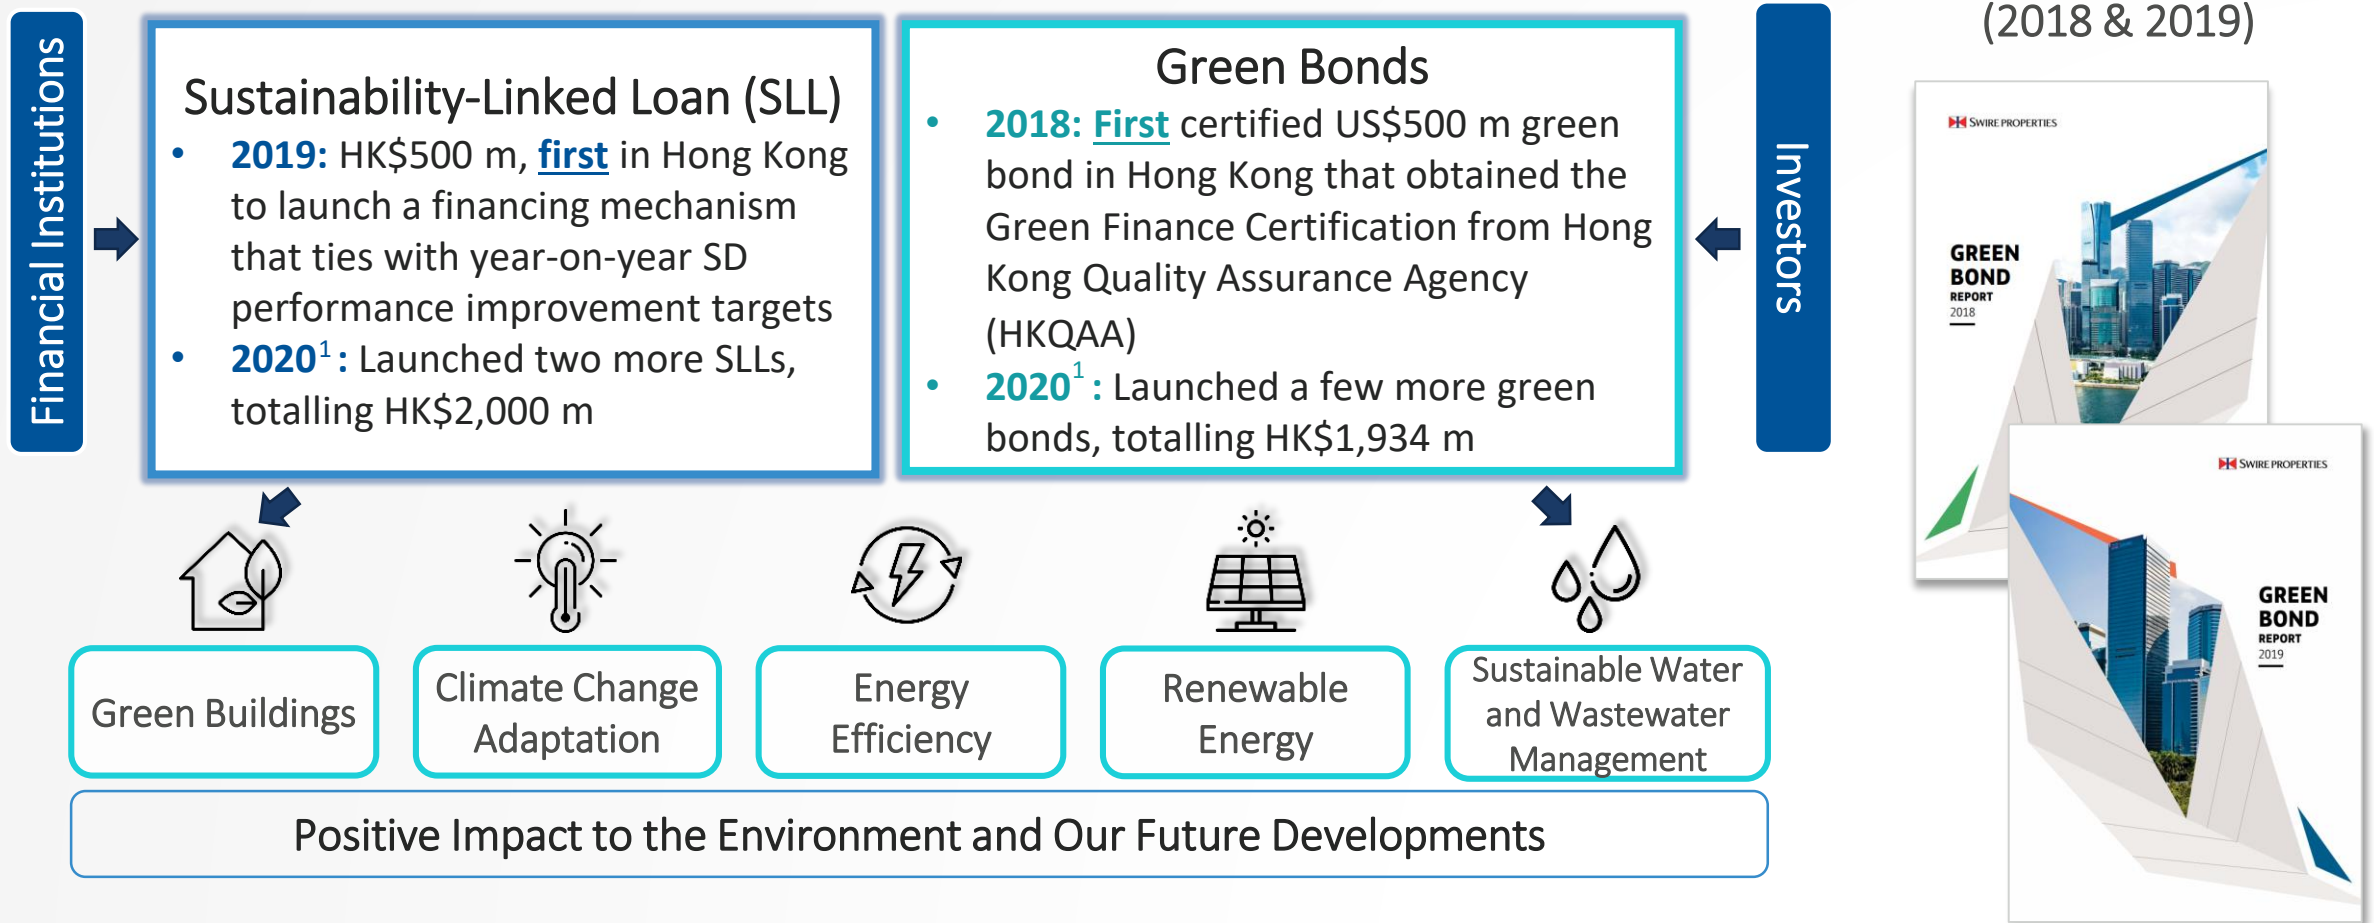 Financial Institutions
Sustainability-Linked Loan (SLL)
• 2019: HK$500 m, first in Hong Kong
to launch a financing mechanism
that ties with year-on-year SD
performance improvement targets
• 2020¹ : Launched two more SLLs,
totalling HK$2,000 m
Green Bonds
• 2018: First certified US$500 m green
bond in Hong Kong that obtained the
Green Finance Certification from Hong
Kong Quality Assurance Agency
(HKQAA)
• 2020¹ : Launched a few more green
bonds, totalling HK$1,934 m
Investors
Green Buildings
Climate Change
Adaptation
Energy
Efficiency
Renewable
Energy
Sustainable Water
and Wastewater
Management
Positive Impact to the Environment and Our Future Developments
(2018 & 2019)
SWIRE PROPERTIES
GREEN
BOND
REPORT
2018
SWIRE PROPERTIES
GREEN
BOND
REPORT
2019